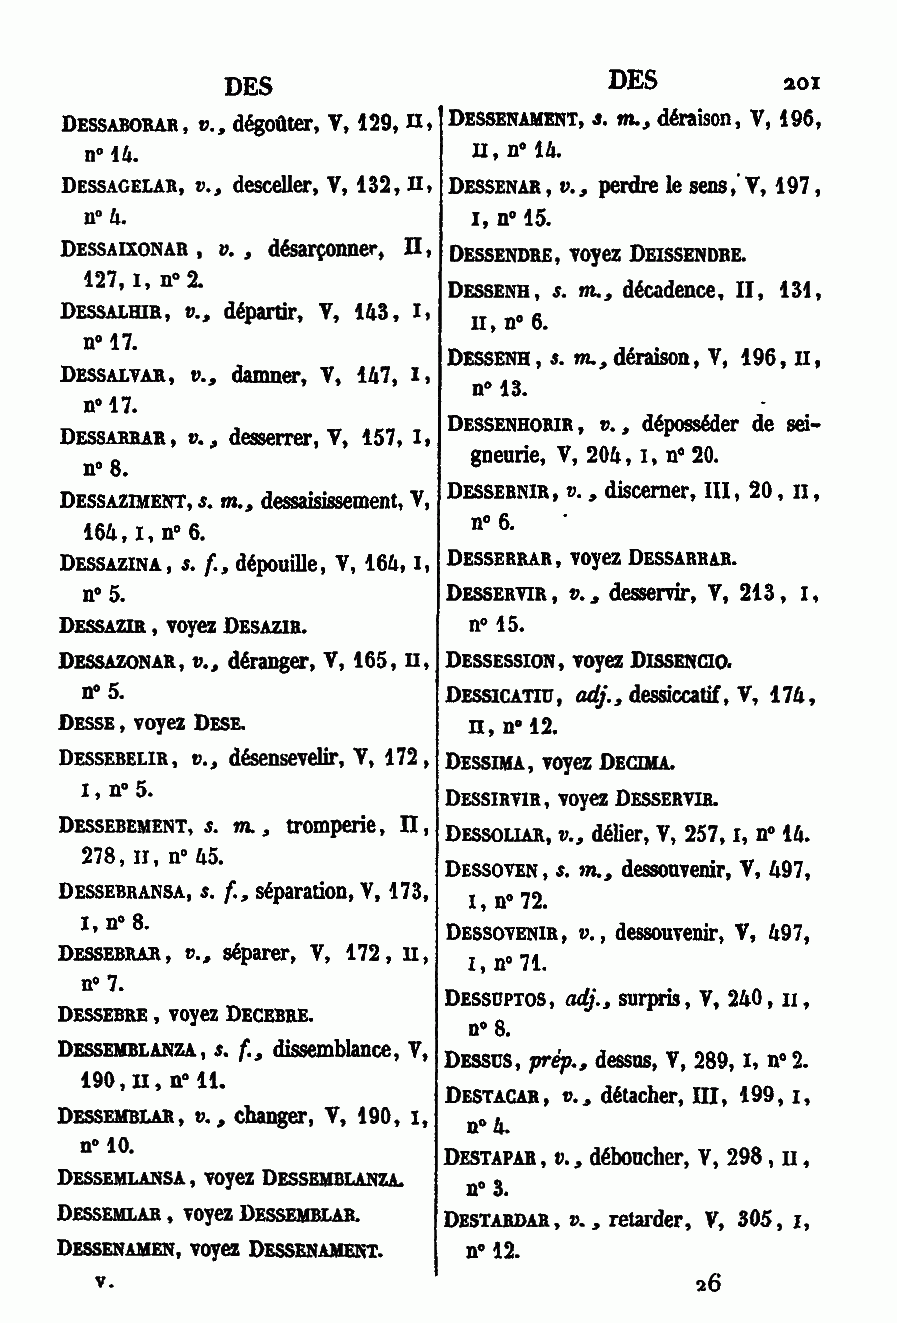 DES
DES 201
DESSABORAR, v., dégoûter, V, 129, II,
n° 14.
DESSAGELAR, v., desceller, V, 132, II,
n° 4.
DESSAIXONAR, v., désarçonner, II,
127, I, n° 2.
DESSALHIR, v., départir, V, 143, I,
n° 17.
DESSALVAR, v., damner, V, 147, I,
n° 17.
DESSARRAR, v., desserrer, V, 157, I,
n° 8.
DESSAZIMENT, s. m., dessaisissement, V,
164, I, n° 6.
DESSAZINA, s. f., dépouille, V, 164, I,
n° 5.
DESSAZIR, voyez DESAZIR.
DESSAZONAR, v., déranger, V, 165, II,
n° 5.
DESSE, voyez DESE.
DESSEBELIR, v., désensevelir, V, 172,
I, n° 5.
DESSEBEMENT, s. m., tromperie, II,
278, II, n° 45.
DESSEBRANSA, s. f., séparation, V, 173,
I, n° 8.
DESSEBRAR, v., séparer, V, 172, II,
n° 7.
DESSEBRE, voyez DECEBRE.
DESSEMBLANZA, s. f., dissemblance, V,
190, II, n° 11.
DESSEMBLAR, v., changer, V, 190, I,
n° 10.
DESSEMLANSA, voyez DESSEMBLANZA.
DESSEMLAR, voyez DESSEMBLAR.
DESSENAMEN, voyez DESSENAMENT.
V.
DESSENAMENT, s. m., déraison, V, 196,
II, n° 14.
DESSENAR, v., perdre le sens, V, 197,
I, n° 15.
DESSENDRE, voyez DEISSENDRE.
DESSENH, s. m., décadence, II, 131,
II, n° 6.
DESSENH, s. m., déraison, V, 196, II,
n° 13.
DESSENHORIR, v., déposséder de sei-
gneurie, V, 204, I, n° 20.
DESSERNIR, v., discerner, III, 20, II,
n° 6.
DESSERRAR, voyez DESSARRAR.
DESSERVIR, v., desservir, V, 213, I,
n° 15.
DESSESSION, voyez DISSENCIO.
DESSICATIU, adj., dessiccatif, V, 174,
II, n° 12.
DESSIMA, voyez DECIMA.
DESSIRVIR, voyez DESSERVIR.
DESSOLIAR, v., délier, V, 257, I, n° 14.
DESSOVEN, s. m., dessouvenir, V, 497,
I, n° 72.
DESSOVENIR, v., dessouvenir, V, 497,
I, n° 71.
DESSUPTOS, adj., surpris, V, 240, II,
n° 8.
DESSUS, prép., dessus, V, 289, I, n° 2.
DESTACAR, v., détacher, III, 199, I,
n° 4.
DESTAPAR, v., déboucher, V, 298, II,
n° 3.
DESTARDAR, v., retarder, V, 305, I,
n° 12.
26